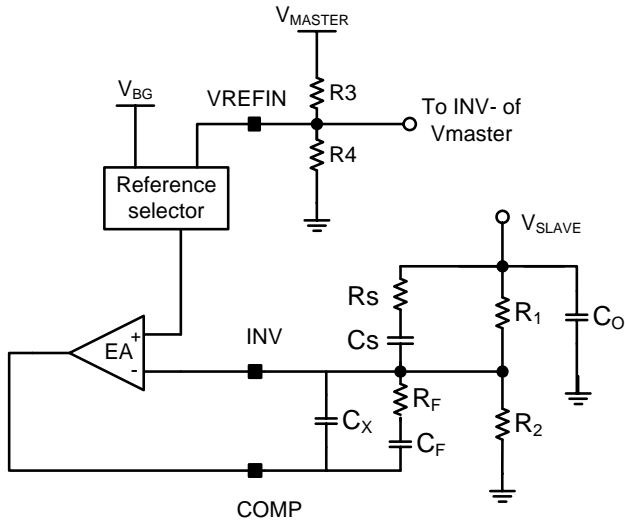 VMASTER
R3
VBG
VREFIN
To INV- of
Vmaster
R4
Reference
selector
VSLAVE
Rs
R1
CO
INV
Cs
+
EA
-
RF
R2
CX
CF
COMP